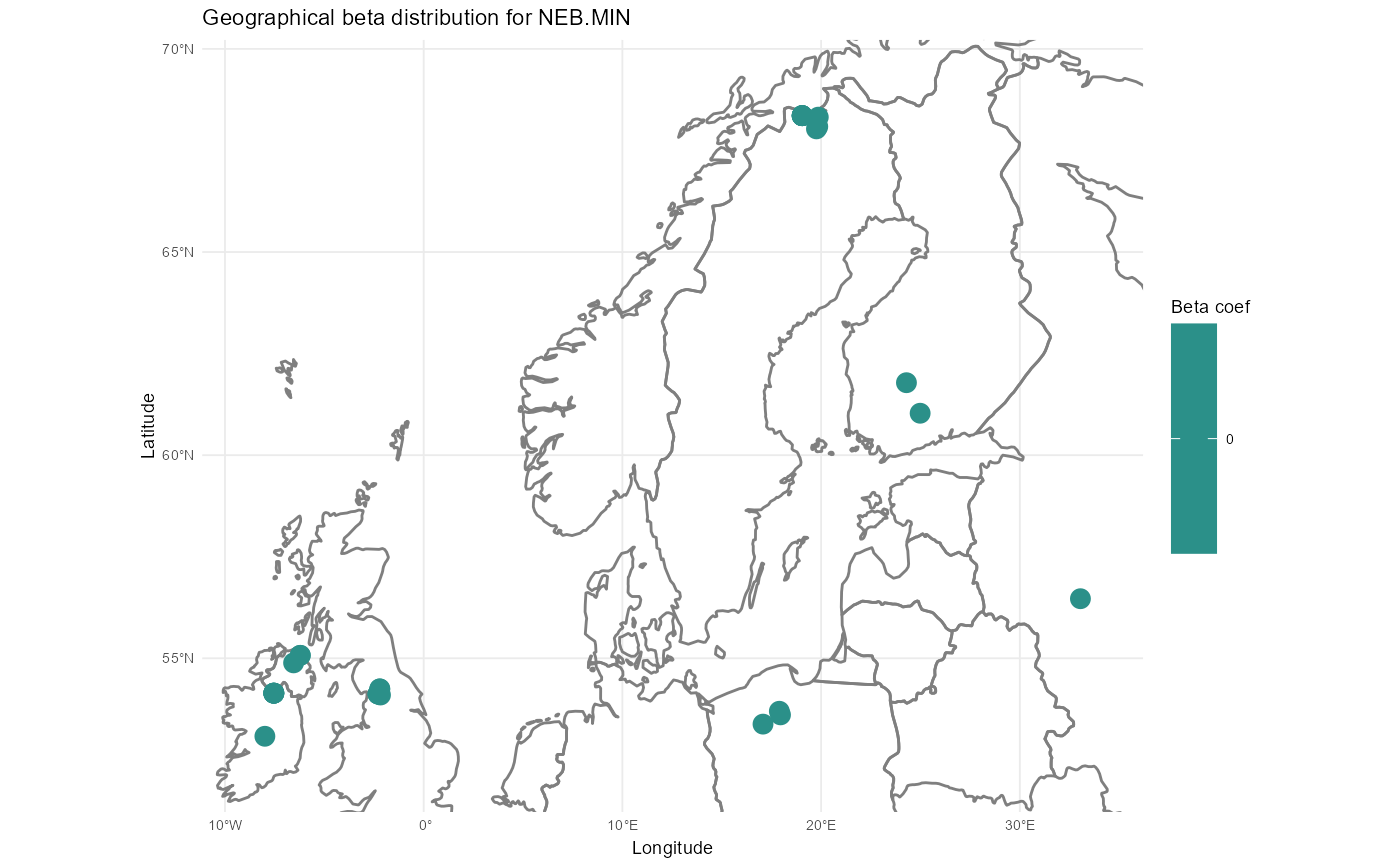 Geographical beta distribution for NEB.MIN
70°N
65°N
60°N
55°N
Latitude
10°W
0°
10°E
20°E
30°E
Longitude
Beta coef
0